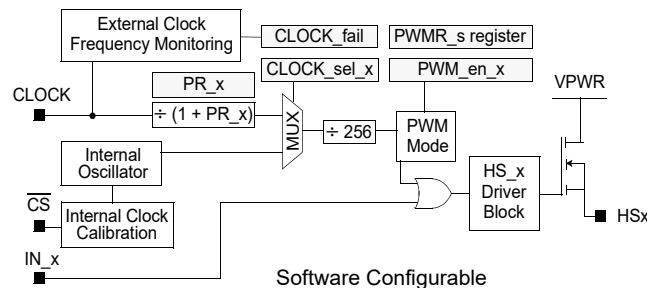 External Clock
Frequency Monitoring
CLOCK_fail
PWMR_s register
CLOCK_sel_x
PWM_en_x
PR_x
CLOCK
÷ (1 + PR_x)
MUX
÷ 256
PWM
Mode
VPWR
Internal
Oscillator
HS_x
Driver
Block
CS
Internal Clock
Calibration
HSx
IN_x
Software Configurable